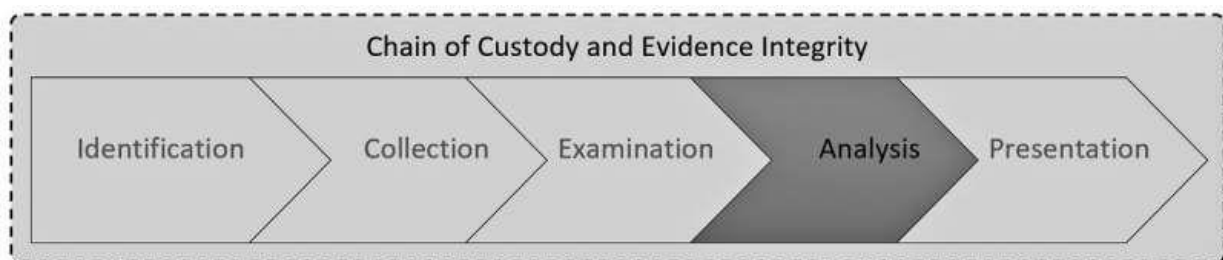 Chain of Custody and Evidence Integrity
Identification Collection Examination Analysis Presentation